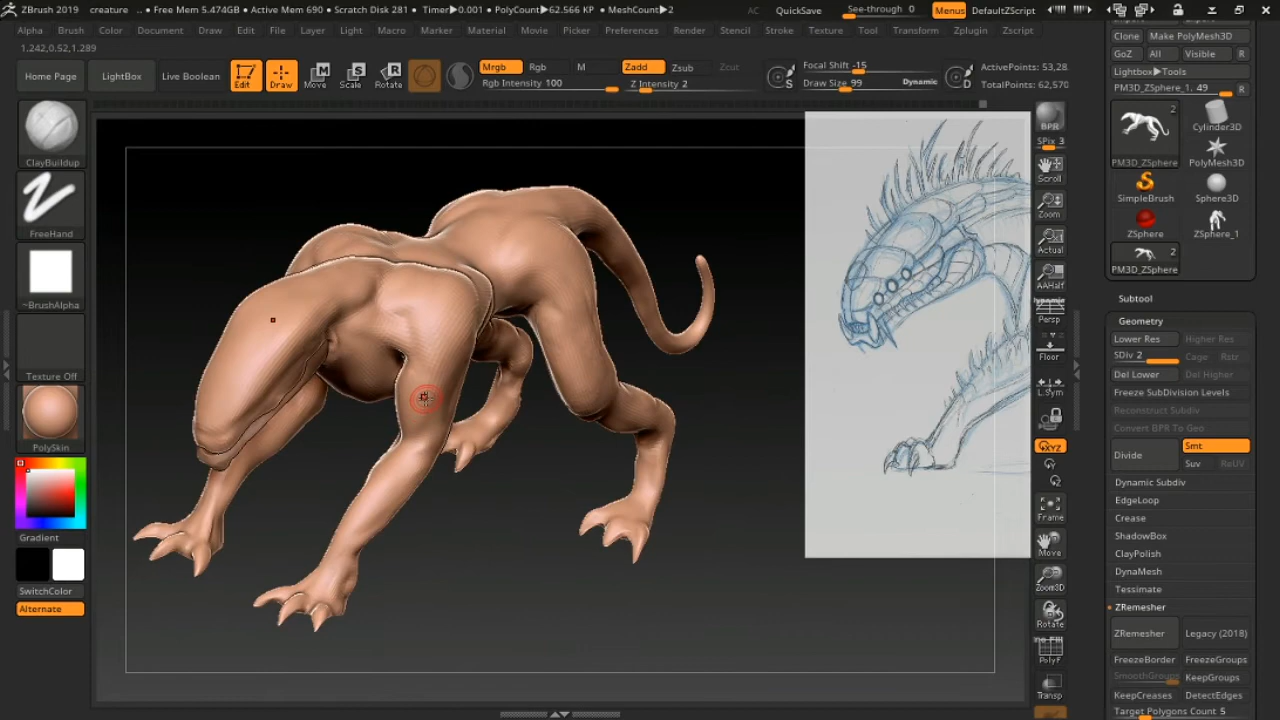 ZBrush 2019 creature .. • Free Mem 5.474GB • Active Mem 690 • Scratch Disk 281 • Timer▶0.001 • PolyCount▶62.566 KP • MeshCount▶2 AC QuickSave See-through 0 Menus DefaultZScript
Alpha Brush Color Document Draw Edit File Layer Light Macro Marker Material Movie Picker Preferences Render Stencil Stroke Texture Tool Transform Zplugin Zscript
1.242,0.52,1.289
Home Page LightBox Live Boolean Edit Draw Move Scale Rotate
Mrgb Rgb M Zadd Zsub Zcut
Rgb Intensity 100 Z Intensity 2
Focal Shift -15
Draw Size 99 Dynamic
S D
ActivePoints: 53,28
TotalPoints: 62,570
ClayBuildup
FreeHand
~BrushAlpha
Texture Off
PolySkin
Gradient
SwitchColor
Alternate
BPR
SPix 3
Scroll
Zoom
Actual
AAHalf
Dynamic
Persp
Floor
L.Sym
XYZ
Y
Z
Frame
Move
Zoom3D
Rotate
PolyF
Transp
Clone Make PolyMesh3D
GoZ All Visible R
Lightbox▶Tools
PM3D_ZSphere_1. 49 R
2
Cylinder3D
PM3D_ZSphere PolyMesh3D
SimpleBrush Sphere3D
ZSphere ZSphere_1
2
PM3D_ZSphere
Subtool
Geometry
Lower Res Higher Res
SDiv 2 Cage Rstr
Del Lower Del Higher
Freeze SubDivision Levels
Reconstruct Subdiv
Convert BPR To Geo
Divide Smt
Suv ReUV
Dynamic Subdiv
EdgeLoop
Crease
ShadowBox
ClayPolish
DynaMesh
Tessimate
ZRemesher
ZRemesher Legacy (2018)
FreezeBorder FreezeGroups
SmoothGroups KeepGroups
KeepCreases DetectEdges
Target Polygons Count 5